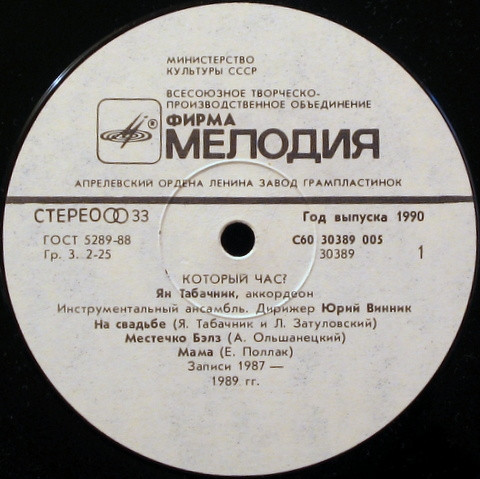 МИНИСТЕРСТВО
КУЛЬТУРЫ СССР
ВСЕСОЮЗНОЕ ТВОРЧЕСКО-
ПРОИЗВОДСТВЕННОЕ ОБЪЕДИНЕНИЕ
ФИРМА
® МЕЛОДИЯ
АПРЕЛЕВСКИЙ ОРДЕНА ЛЕНИНА ЗАВОД ГРАМПЛАСТИНОК
СТЕРЕО 33 Год выпуска 1990
ГОСТ 5289-88 С60 30389 005
Гр. 3. 2-25 30389 1
КОТОРЫЙ ЧАС?
Ян Табачник, аккордеон
Инструментальный ансамбль. Дирижер Юрий Винник
На свадьбе (Я. Табачник и Л. Затуловский)
Местечко Бэлз (А. Ольшанецкий)
Мама (Е. Поллак)
Записи 1987 —
1989 гг.